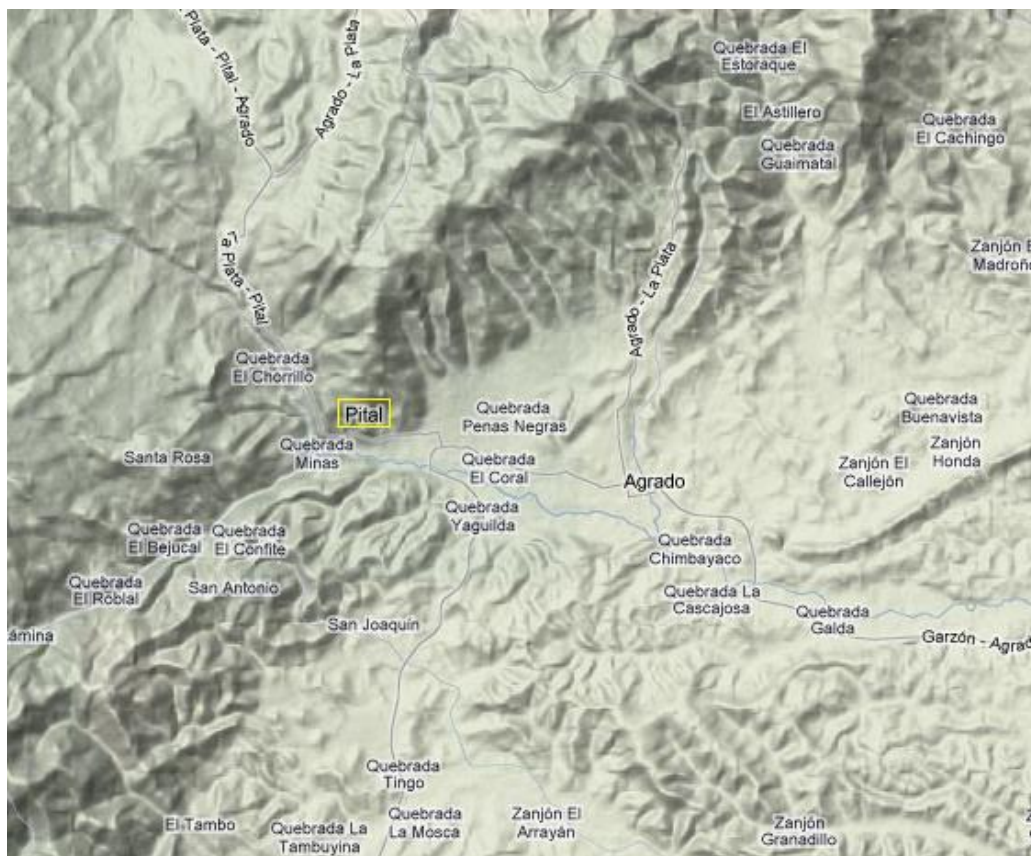 La Plata - Pital - Agrado
Agrado - La Plata
Quebrada El
Estoraque
El Astillero
Quebrada
Guaimatal
Quebrada
El Cachingo
Zanjón E
Madroñ
La Plata - Pital
Agrado - La Plata
Quebrada
El Chorrillo
Pital
Quebrada
Penas Negras
Quebrada
Buenavista
Santa Rosa
Quebrada
Minas
Quebrada
El Coral
Zanjón
Honda
Zanjón El
Callejón
Agrado
Quebrada
Yaguilda
Quebrada
El Bejucal
Quebrada
El Confite
Quebrada
Chimbayaco
Quebrada
El Roblal
San Antonio
Quebrada La
Cascajosa
Quebrada
Galda
ámina
San Joaquín
Garzón - Agrad
Quebrada
Tingo
El Tambo
Quebrada La
Tambuyina
Quebrada
La Mosca
Zanjón El
Arrayán
Zanjón
Granadillo